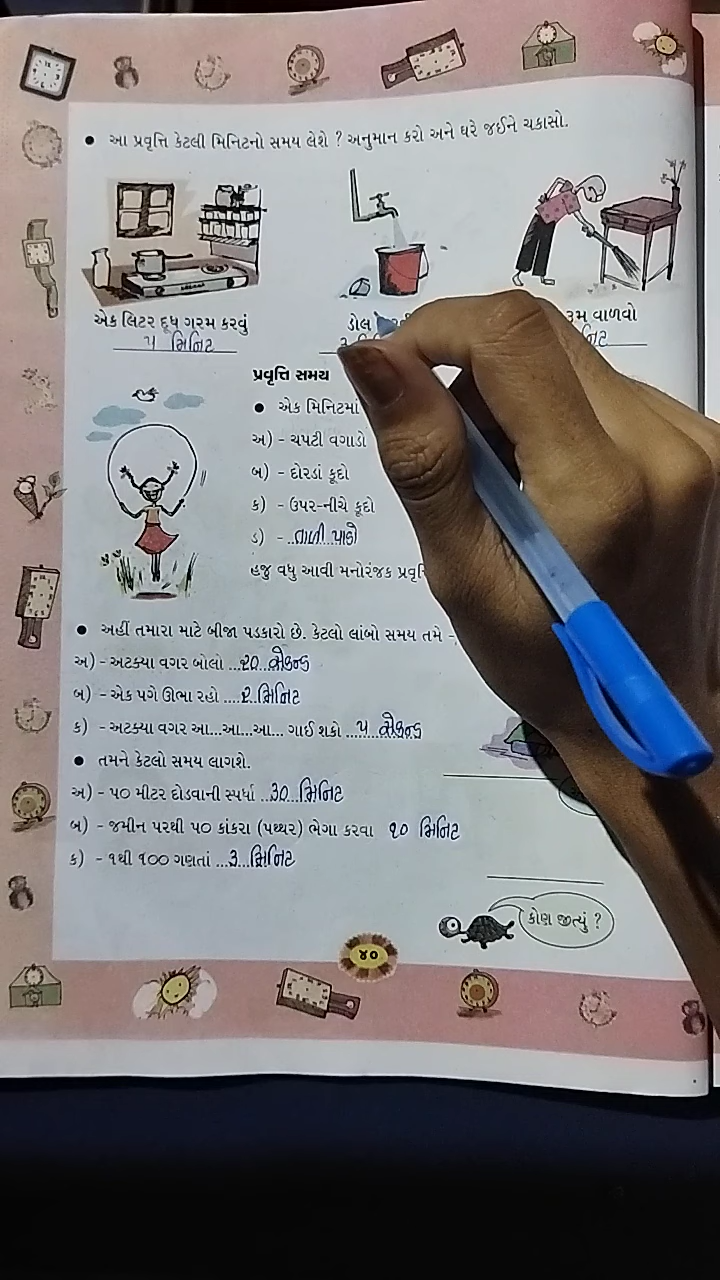 આ પ્રવૃત્તિ કેટલી મિનિટનો સમય લેશે ? અનુમાન કરો અને ઘરે જઈને ચકાસો.
એક લિટર દૂધ ગરમ કરવું
ડોલ
રૂમ વાળવો
૫ મિનિટ
પ્રવૃત્તિ સમય
એક મિનિટમાં
અ) - ચપટી વગાડો
બ) - દોરડાં કૂદો
ક) - ઉપર-નીચે કૂદો
ડ) - ..તાળી..પાડો
હજુ વધુ આવી મનોરંજક
અહીં તમારા માટે બીજા પડકારો છે. કેટલો લાંબો સમય તમે -
અ) - અટક્યા વગર બોલો ...૨૦...સેકન્ડ
બ) - એક પગે ઊભા રહો ....૨..મિનિટ
ક) - અટક્યા વગર આ...આ...આ... ગાઈ શકો ...૫...સેકન્ડ
તમને કેટલો સમય લાગશે.
અ) - ૫૦ મીટર દોડવાની સ્પર્ધા ..૩૦...મિનિટ
બ) - જમીન પરથી ૫૦ કાંકરા (પથ્થર) ભેગા કરવા ૧૦ મિનિટ
ક) - ૧થી ૧૦૦ ગણતાં ...૩...મિનિટ
કોણ જીત્યું ?
૪૦